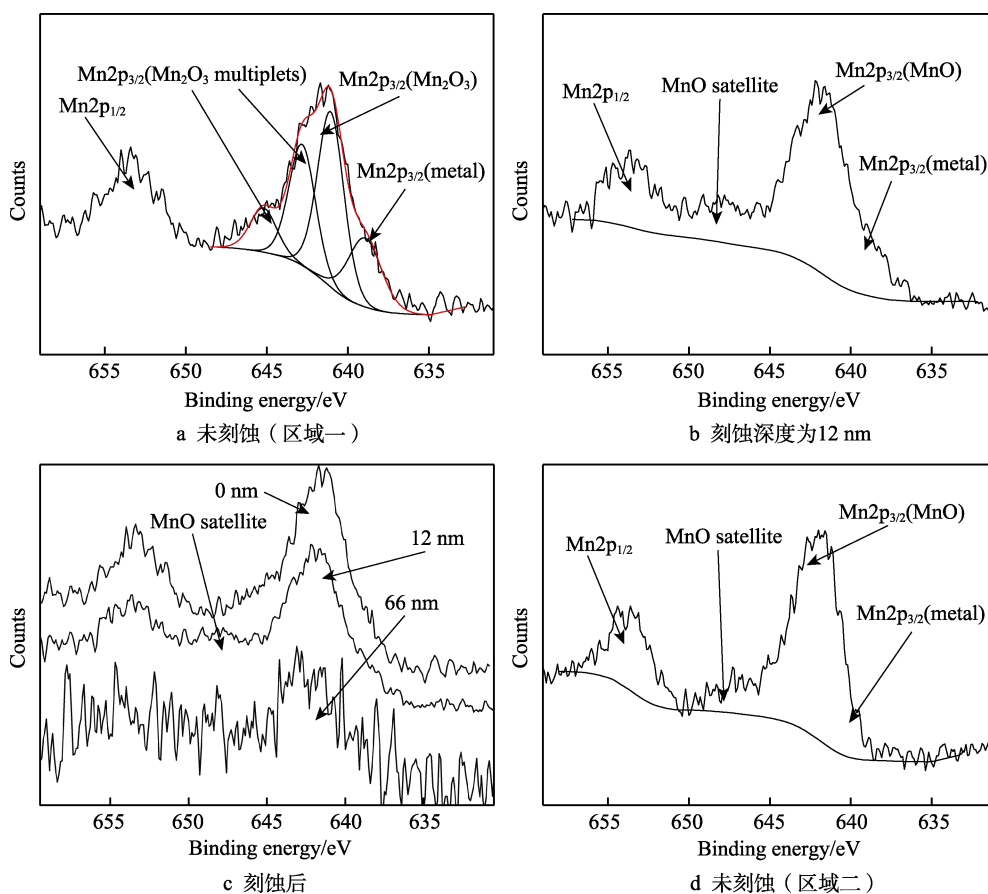 Mn2p3/2(Mn2O3 multiplets)
Mn2p3/2(Mn2O3)
Mn2p1/2
Mn2p3/2(metal)
Counts
655 650 645 640 635
Binding energy/eV
a 未刻蚀（区域一）
Mn2p3/2(MnO)
MnO satellite
Mn2p1/2
Mn2p3/2(metal)
Counts
655 650 645 640 635
Binding energy/eV
b 刻蚀深度为12 nm
0 nm
MnO satellite
12 nm
66 nm
Counts
655 650 645 640 635
Binding energy/eV
c 刻蚀后
Mn2p3/2(MnO)
MnO satellite
Mn2p1/2
Mn2p3/2(metal)
Counts
655 650 645 640 635
Binding energy/eV
d 未刻蚀（区域二）